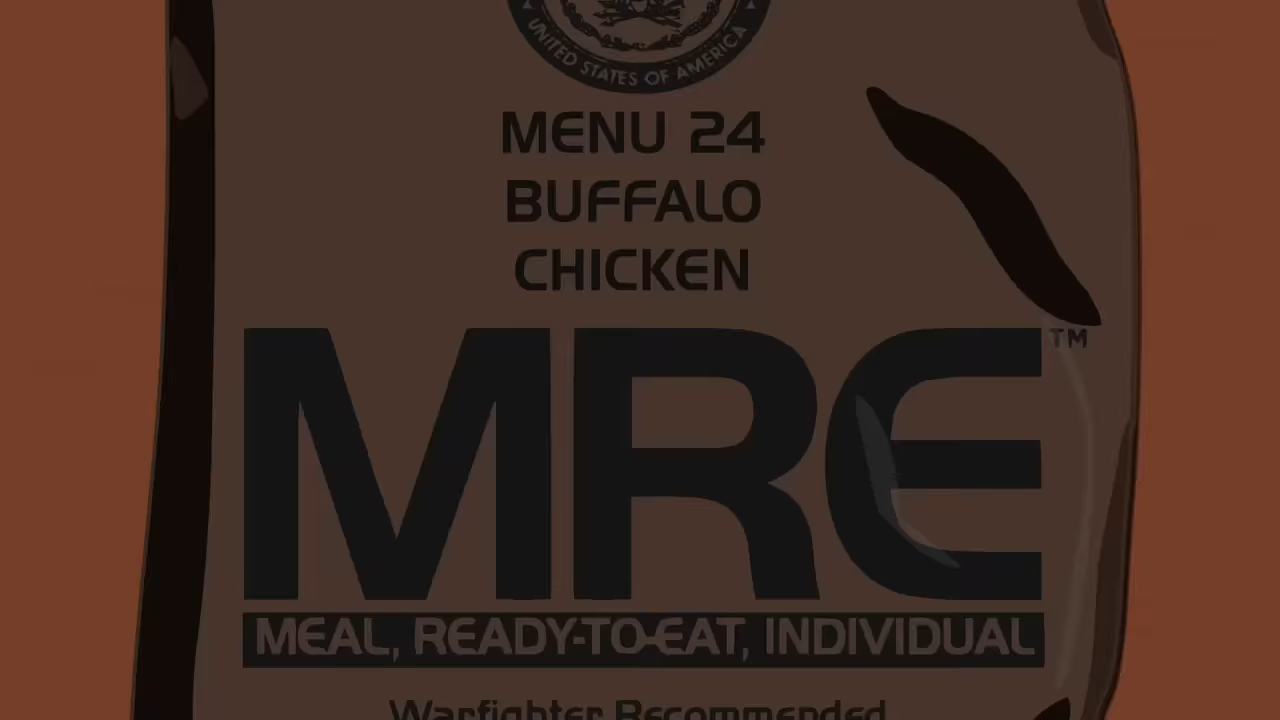 UNITED STATES OF AMERICA
MENU 24
BUFFALO
CHICKEN
MRE™
MEAL, READY-TO-EAT, INDIVIDUAL
Warfighter Recommended